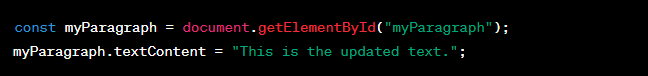 const myParagraph = document.getElementById("myParagraph");
myParagraph.textContent = "This is the updated text.";